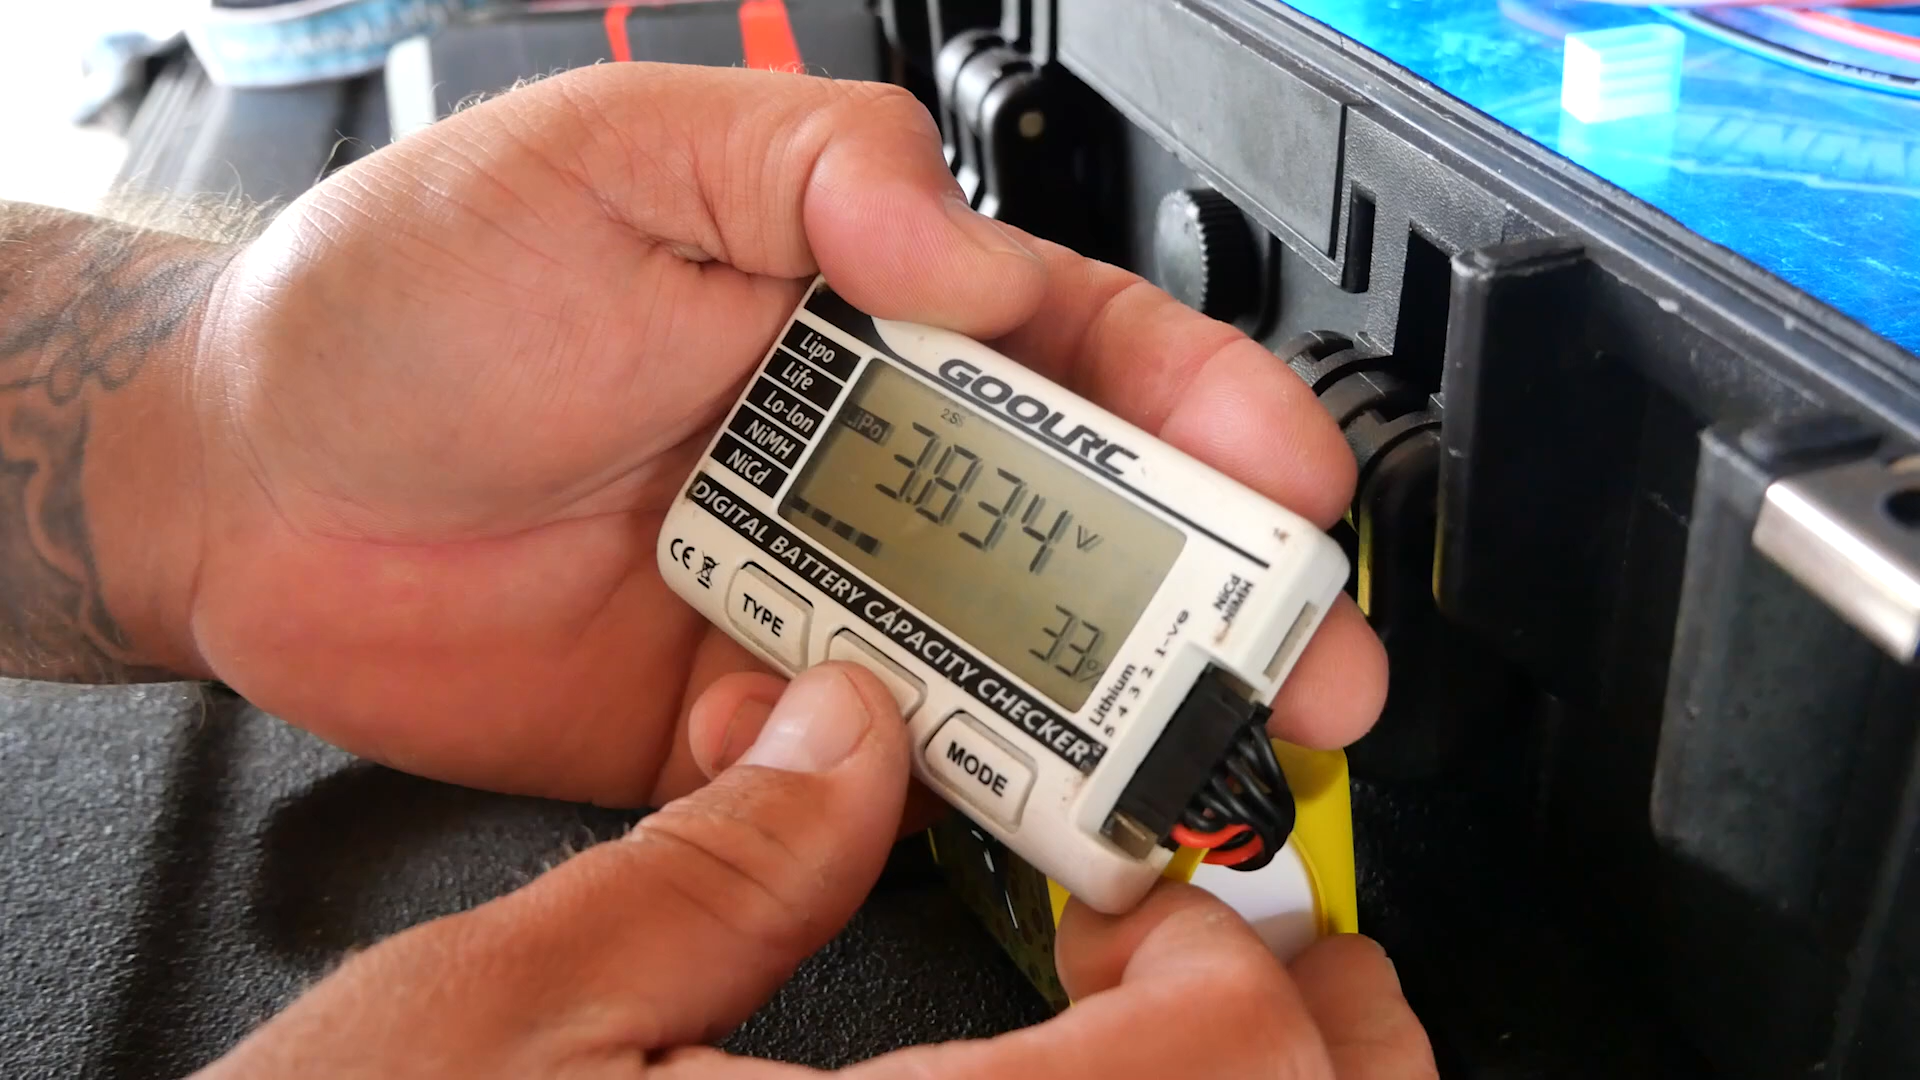 GOOLRC
Lipo
Life
Lo-Ion
NiMH
NiCd
LiPo
2S
3.834 V
33%
DIGITAL BATTERY CAPACITY CHECKER
CE
TYPE
MODE
NiCd
NiMH
Lithium
6 5 4 3 2 1 -Ve